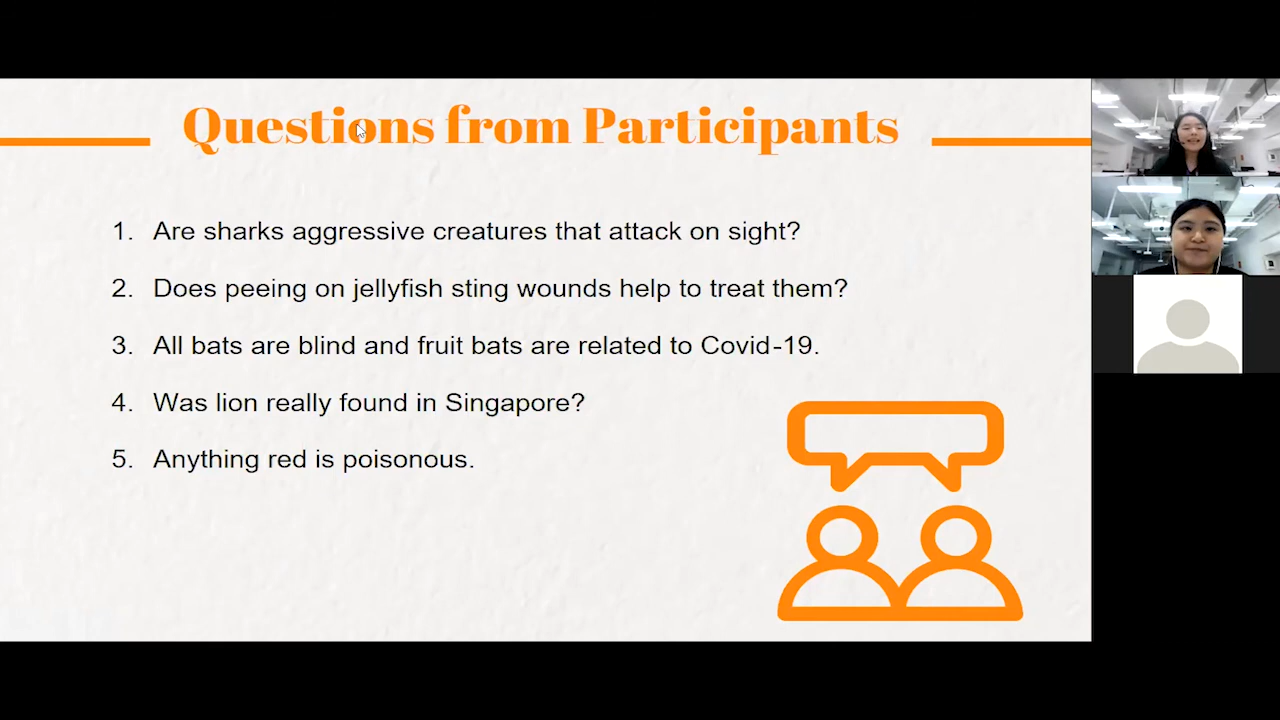 Questions from Participants
1. Are sharks aggressive creatures that attack on sight?
2. Does peeing on jellyfish sting wounds help to treat them?
3. All bats are blind and fruit bats are related to Covid-19.
4. Was lion really found in Singapore?
5. Anything red is poisonous.